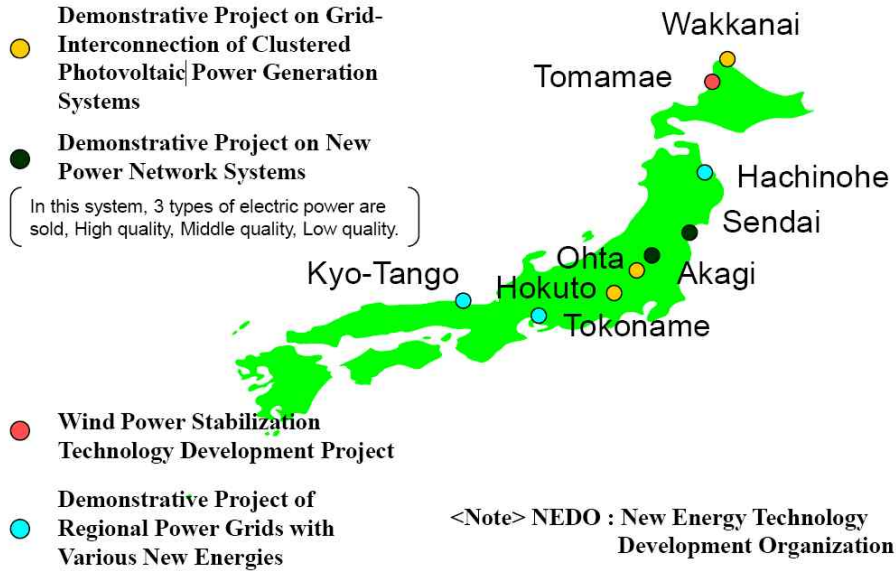 Demonstrative Project on Grid-
Interconnection of Clustered
Photovoltaic Power Generation
Systems
Demonstrative Project on New
Power Network Systems
In this system, 3 types of electric power are
sold, High quality, Middle quality, Low quality.
Wakkanai
Tomamae
Hachinohe
Sendai
Ohta
Akagi
Kyo-Tango
Hokuto
Tokoname
Wind Power Stabilization
Technology Development Project
Demonstrative Project of
Regional Power Grids with
Various New Energies
<Note> NEDO : New Energy Technology
Development Organization